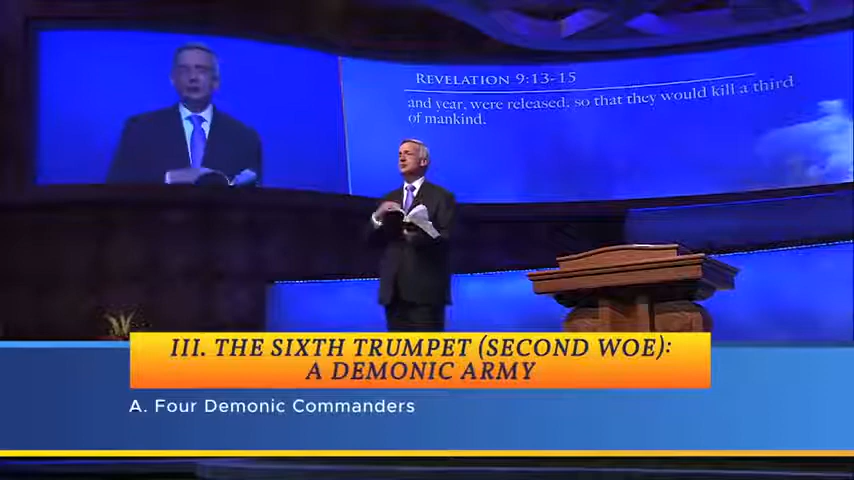 REVELATION 9:13-15
and year, were released, so that they would kill a third
of mankind.
III. THE SIXTH TRUMPET (SECOND WOE):
A DEMONIC ARMY
A. Four Demonic Commanders